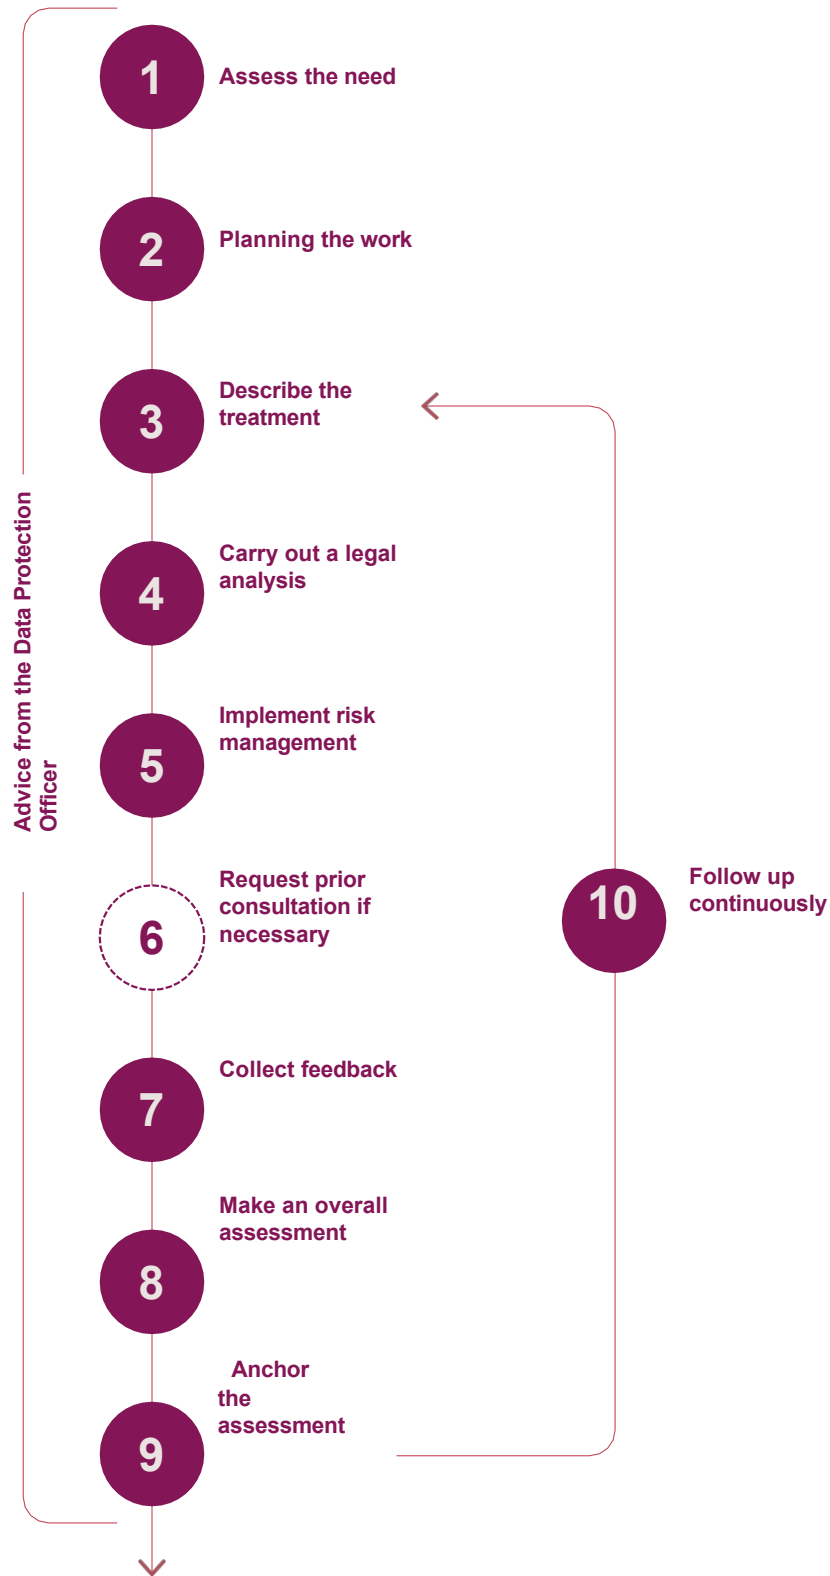 1
Assess the need
2
Planning the work
3
Describe the
treatment
4
Carry out a legal
analysis
5
Implement risk
management
6
Request prior
consultation if
necessary
7
Collect feedback
8
Make an overall
assessment
9
Anchor
the
assessment
10
Follow up
continuously
Advice from the Data Protection
Officer